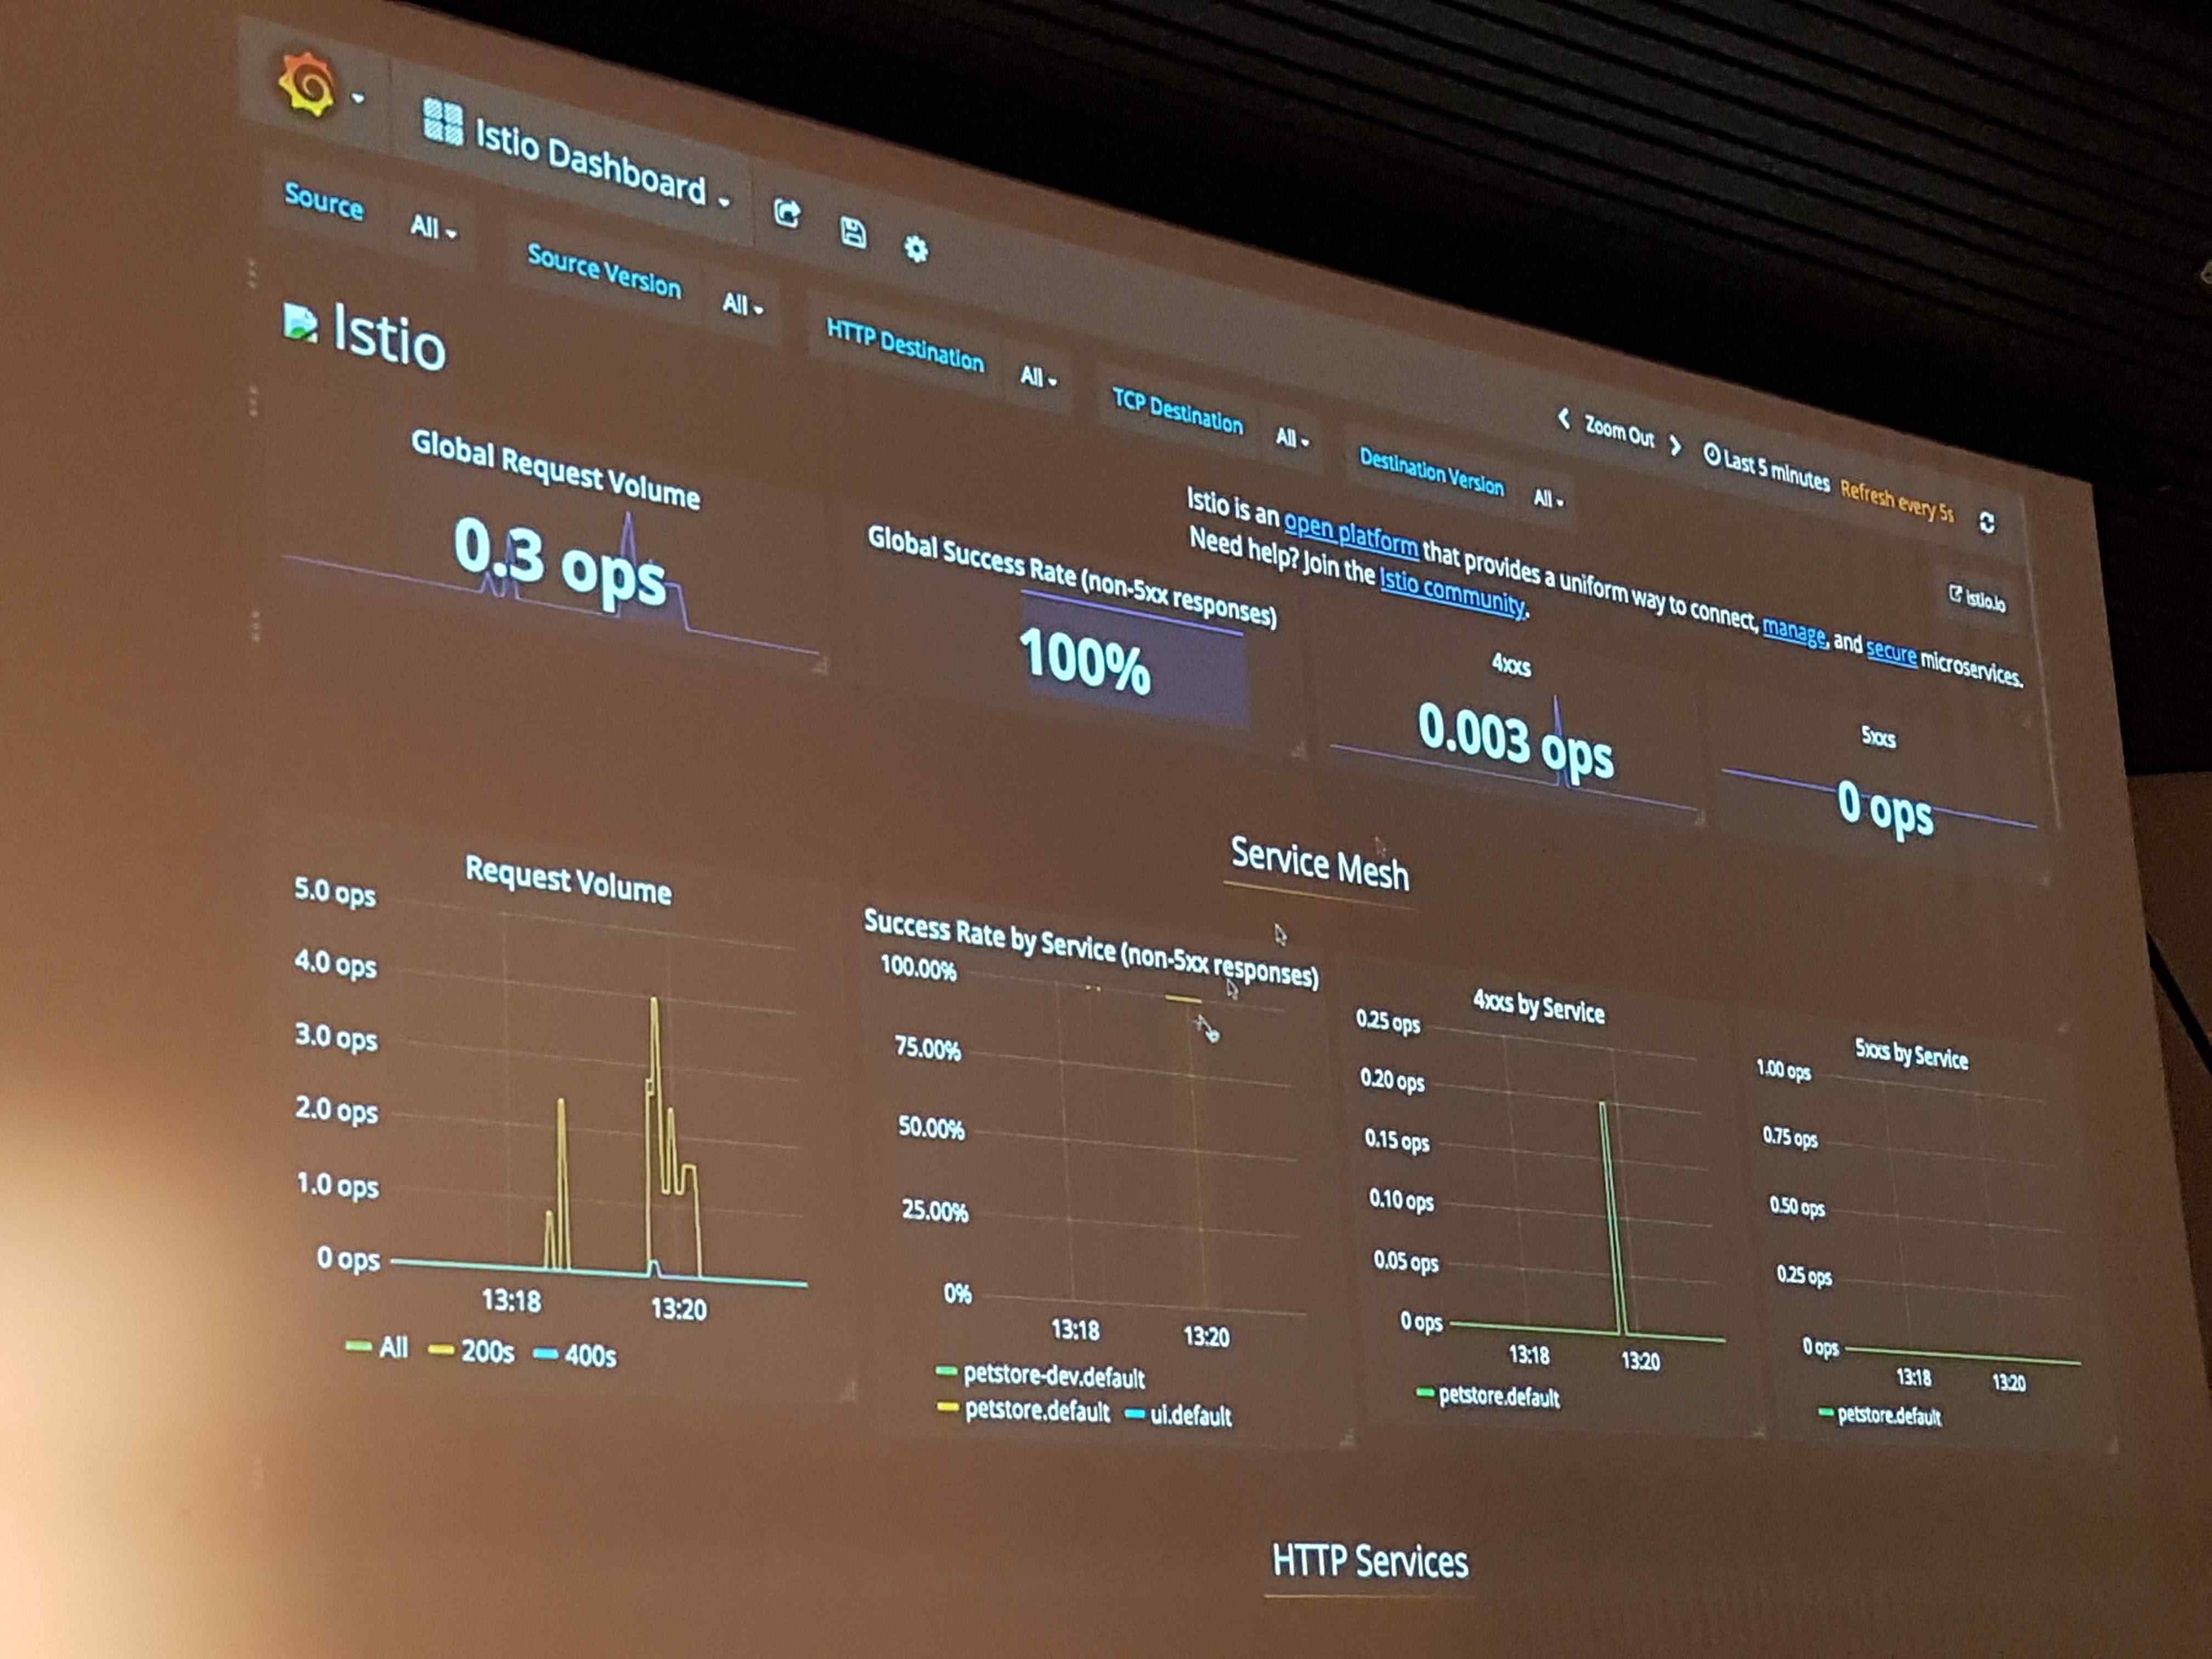 Istio Dashboard
Zoom Out
Last 5 minutes Refresh every 5s
Source All
Source Version All
HTTP Destination All
TCP Destination All
Destination Version All
istio.io
Istio
Istio is an open platform that provides a uniform way to connect, manage, and secure microservices.
Need help? Join the Istio community.
Global Request Volume
0.3 ops
Global Success Rate (non-5xx responses)
100%
4xxs
0.003 ops
5xxs
0 ops
Service Mesh
Request Volume
5.0 ops
4.0 ops
3.0 ops
2.0 ops
1.0 ops
0 ops
13:18 13:20
All 200s 400s
Success Rate by Service (non-5xx responses)
100.00%
75.00%
50.00%
25.00%
0%
13:18 13:20
petstore-dev.default
petstore.default ui.default
4xxs by Service
0.25 ops
0.20 ops
0.15 ops
0.10 ops
0.05 ops
0 ops
13:18 13:20
petstore.default
5xxs by Service
1.00 ops
0.75 ops
0.50 ops
0.25 ops
0 ops
13:18 13:20
petstore.default
HTTP Services